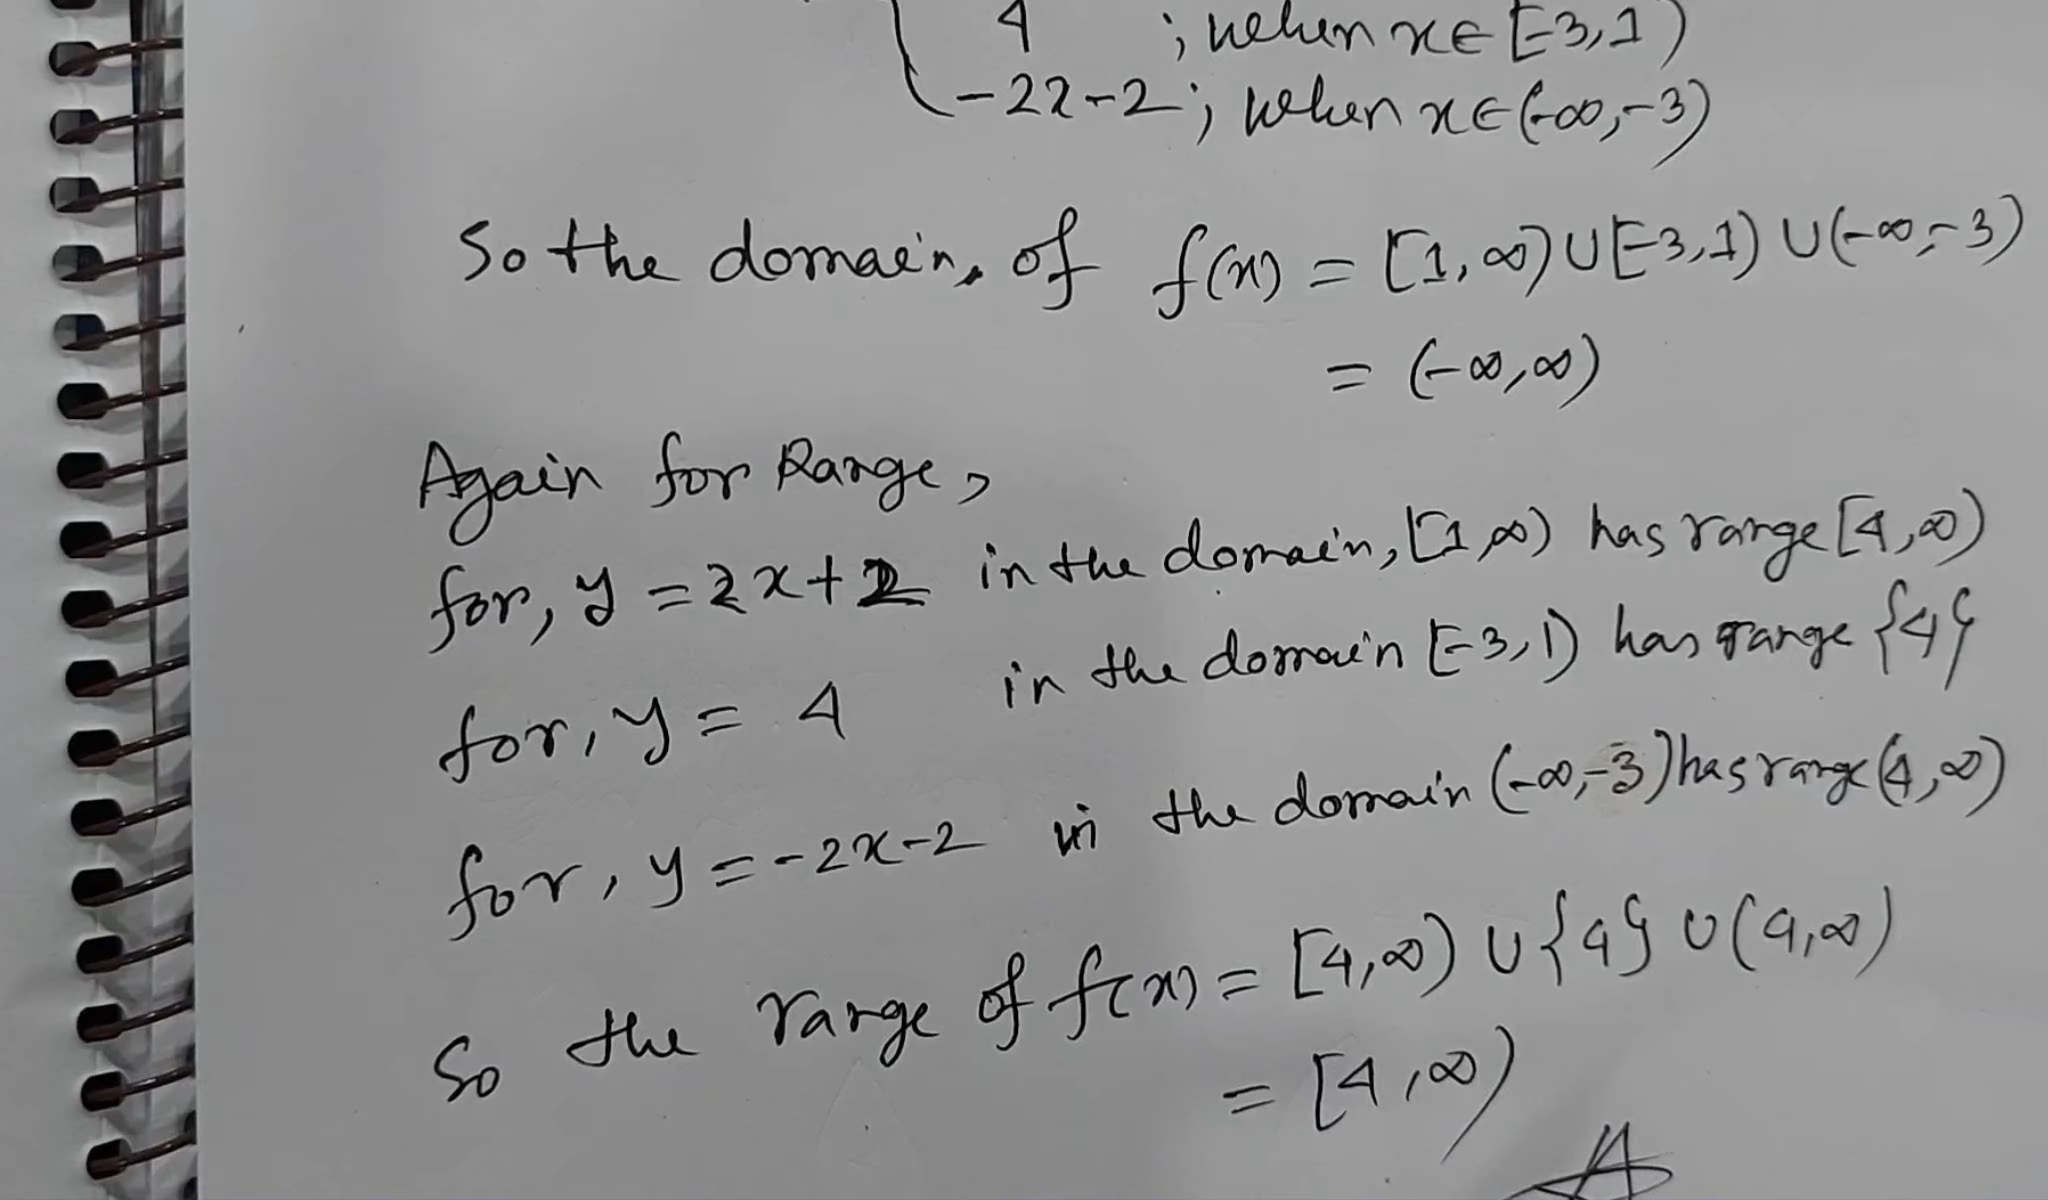 4 ; when x∈[-3,1)
-2x-2 ; when x∈(-∞,-3)
So the domain, of f(x) = [1,∞)∪[-3,1)∪(-∞,-3)
= (-∞,∞)
Again for Range,
for, y = 2x+2 in the domain, [1,∞) has range [4,∞)
for, y = 4 in the domain [-3,1) has range {4}
for, y = -2x-2 in the domain (-∞,-3) has range (4,∞)
So the range of f(x) = [4,∞) ∪ {4} ∪ (4,∞)
= [4,∞)